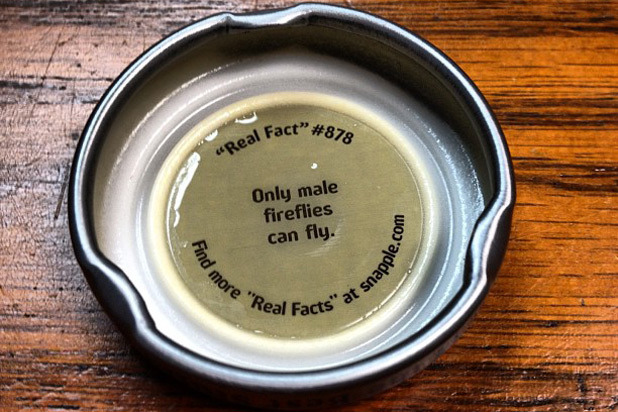 "Real Fact" #878
Only male
fireflies
can fly.
Find more "Real Facts" at snapple.com